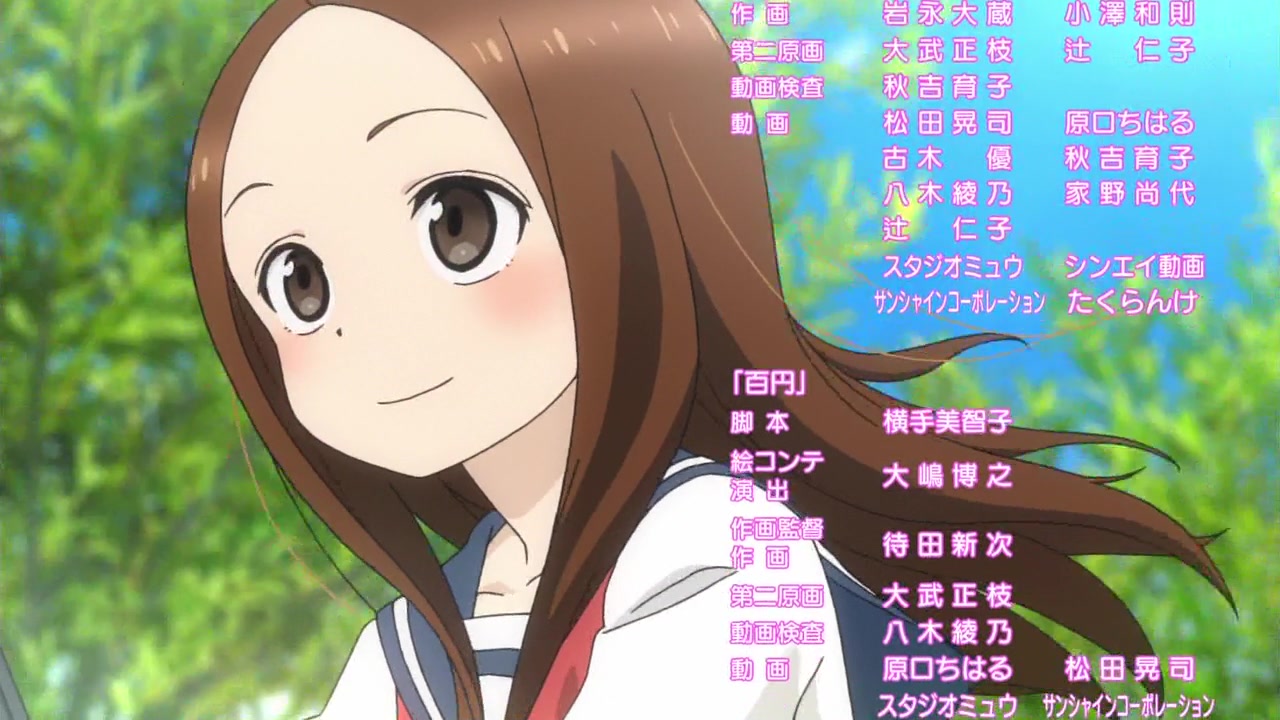 作画 岩永大蔵 小澤和則
第二原画 大武正枝 辻 仁子
動画検査 秋吉育子
動画 松田晃司 原口ちはる
古木 優 秋吉育子
八木綾乃 家野尚代
辻 仁子
スタジオミュウ シンエイ動画
サンシャインコーポレーション たくらんけ
「百円」
脚本 横手美智子
絵コンテ
演出 大嶋博之
作画監督
作画 待田新次
第二原画 大武正枝
動画検査 八木綾乃
動画 原口ちはる 松田晃司
スタジオミュウ サンシャインコーポレーション